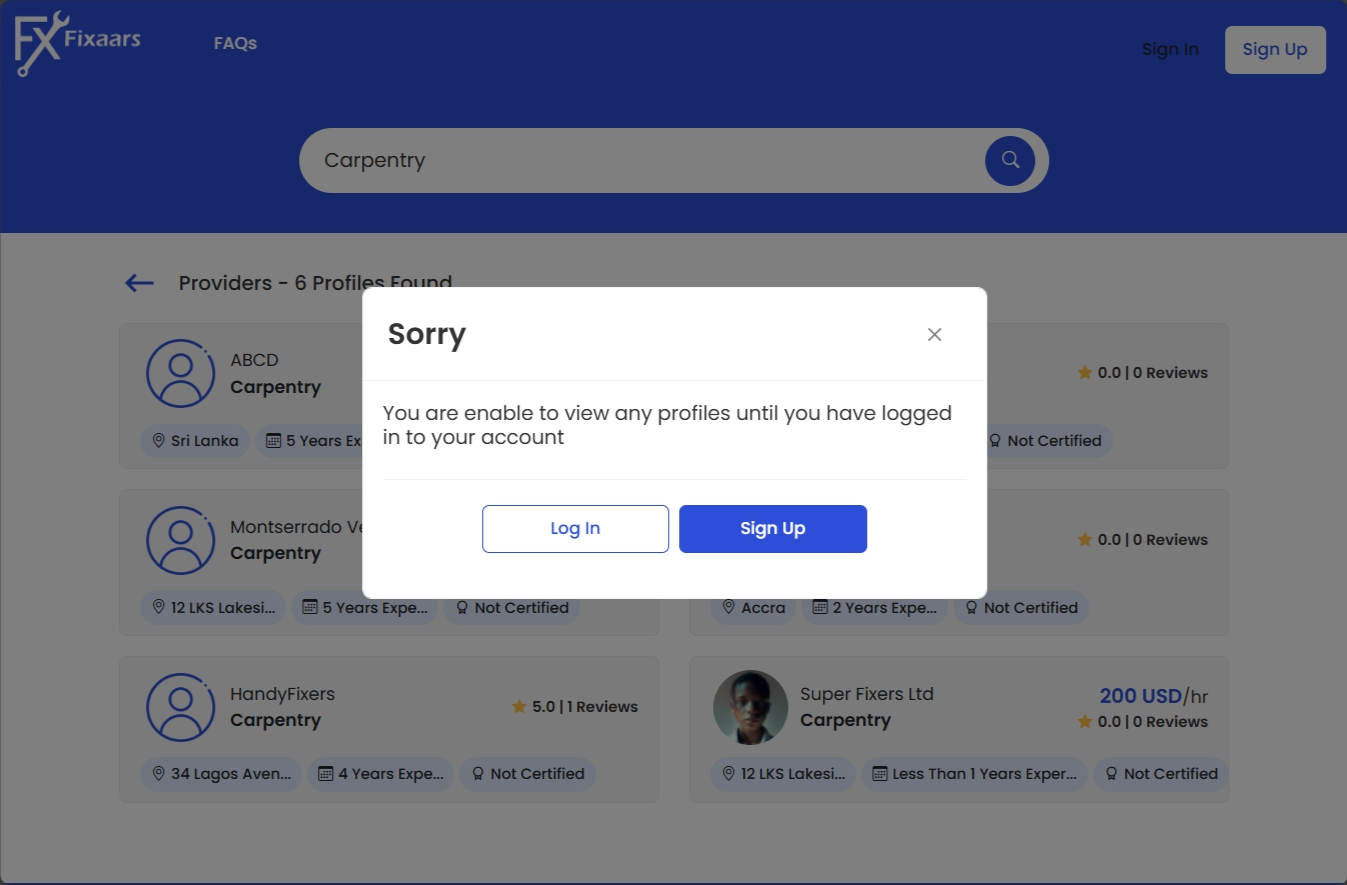 FX Fixaars
FAQs
Sign In
Sign Up
Carpentry
Providers - 6 Profiles Found
Sorry
You are enable to view any profiles until you have logged
in to your account
Log In
Sign Up
ABCD
Carpentry
Sri Lanka
5 Years Ex
0.0 | 0 Reviews
Not Certified
Montserrado Ve
Carpentry
12 LKS Lakesi...
5 Years Expe...
Not Certified
0.0 | 0 Reviews
Accra
2 Years Expe...
Not Certified
HandyFixers
Carpentry
5.0 | 1 Reviews
34 Lagos Aven...
4 Years Expe...
Not Certified
Super Fixers Ltd
Carpentry
200 USD/hr
0.0 | 0 Reviews
12 LKS Lakesi...
Less Than 1 Years Exper...
Not Certified